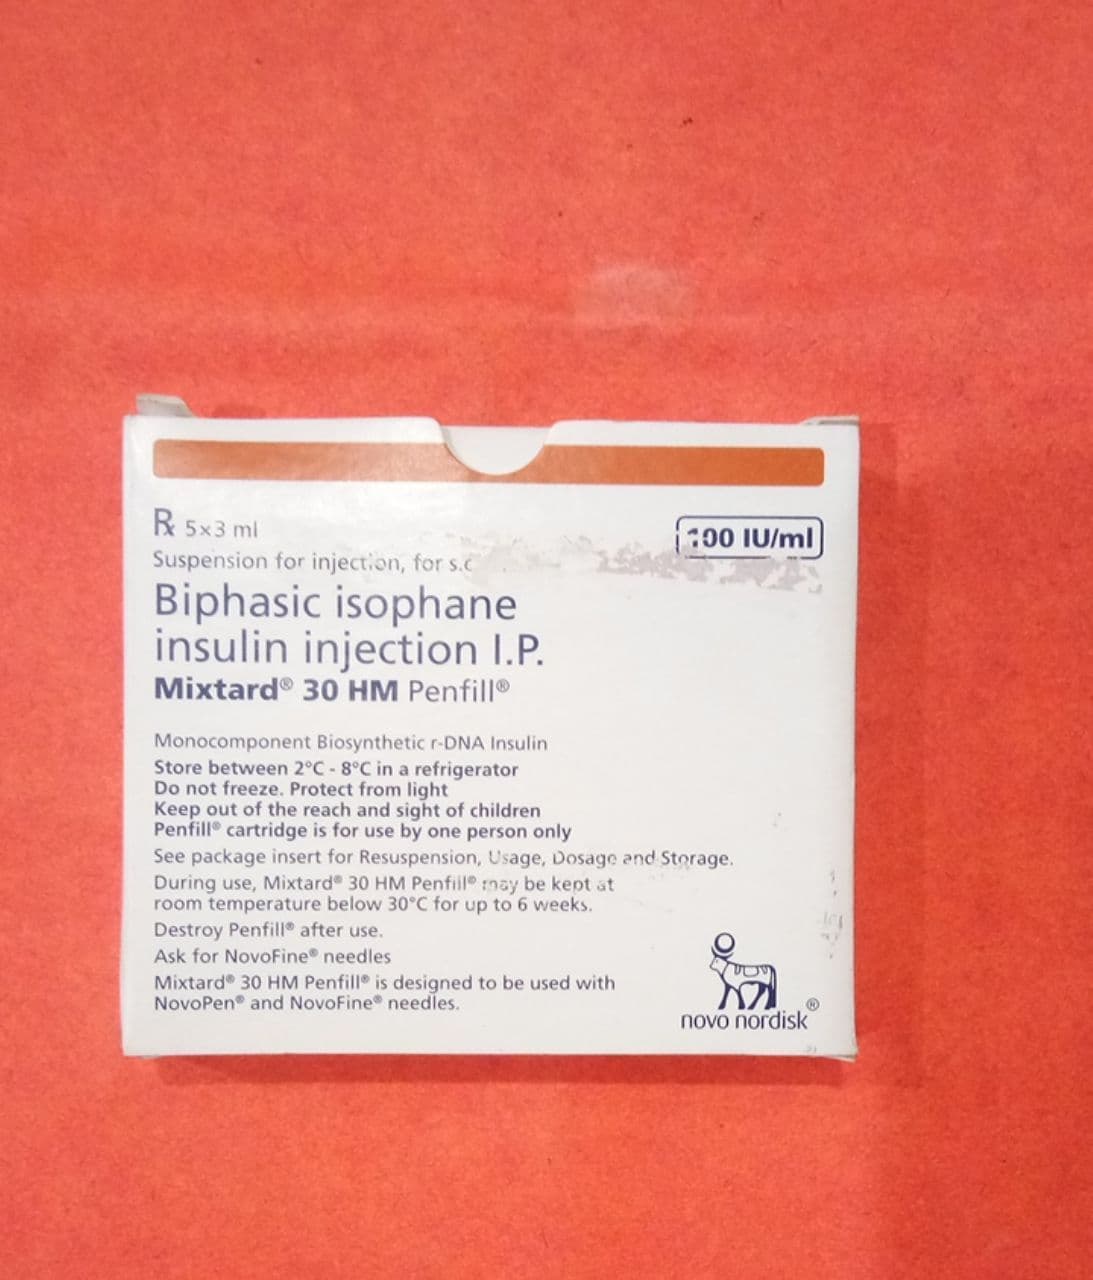 Rx 5×3 ml
100 IU/ml
Suspension for injection, for s.c
Biphasic isophane
insulin injection I.P.
Mixtard® 30 HM Penfill®
Monocomponent Biosynthetic r-DNA Insulin
Store between 2°C - 8°C in a refrigerator
Do not freeze. Protect from light
Keep out of the reach and sight of children
Penfill® cartridge is for use by one person only
See package insert for Resuspension, Usage, Dosage and Storage.
During use, Mixtard® 30 HM Penfill® may be kept at
room temperature below 30°C for up to 6 weeks.
Destroy Penfill® after use.
Ask for NovoFine® needles
Mixtard® 30 HM Penfill® is designed to be used with
NovoPen® and NovoFine® needles.
novo nordisk®